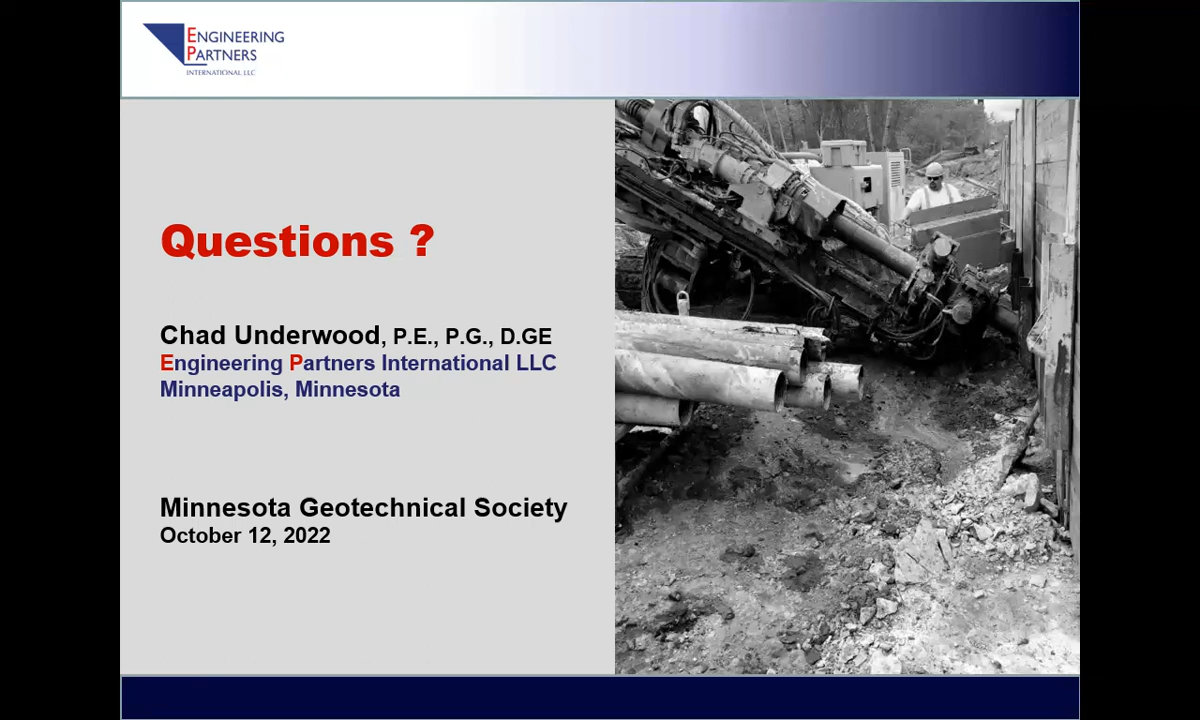 ENGINEERING
PARTNERS
INTERNATIONAL LLC
Questions ?
Chad Underwood, P.E., P.G., D.GE
Engineering Partners International LLC
Minneapolis, Minnesota
Minnesota Geotechnical Society
October 12, 2022